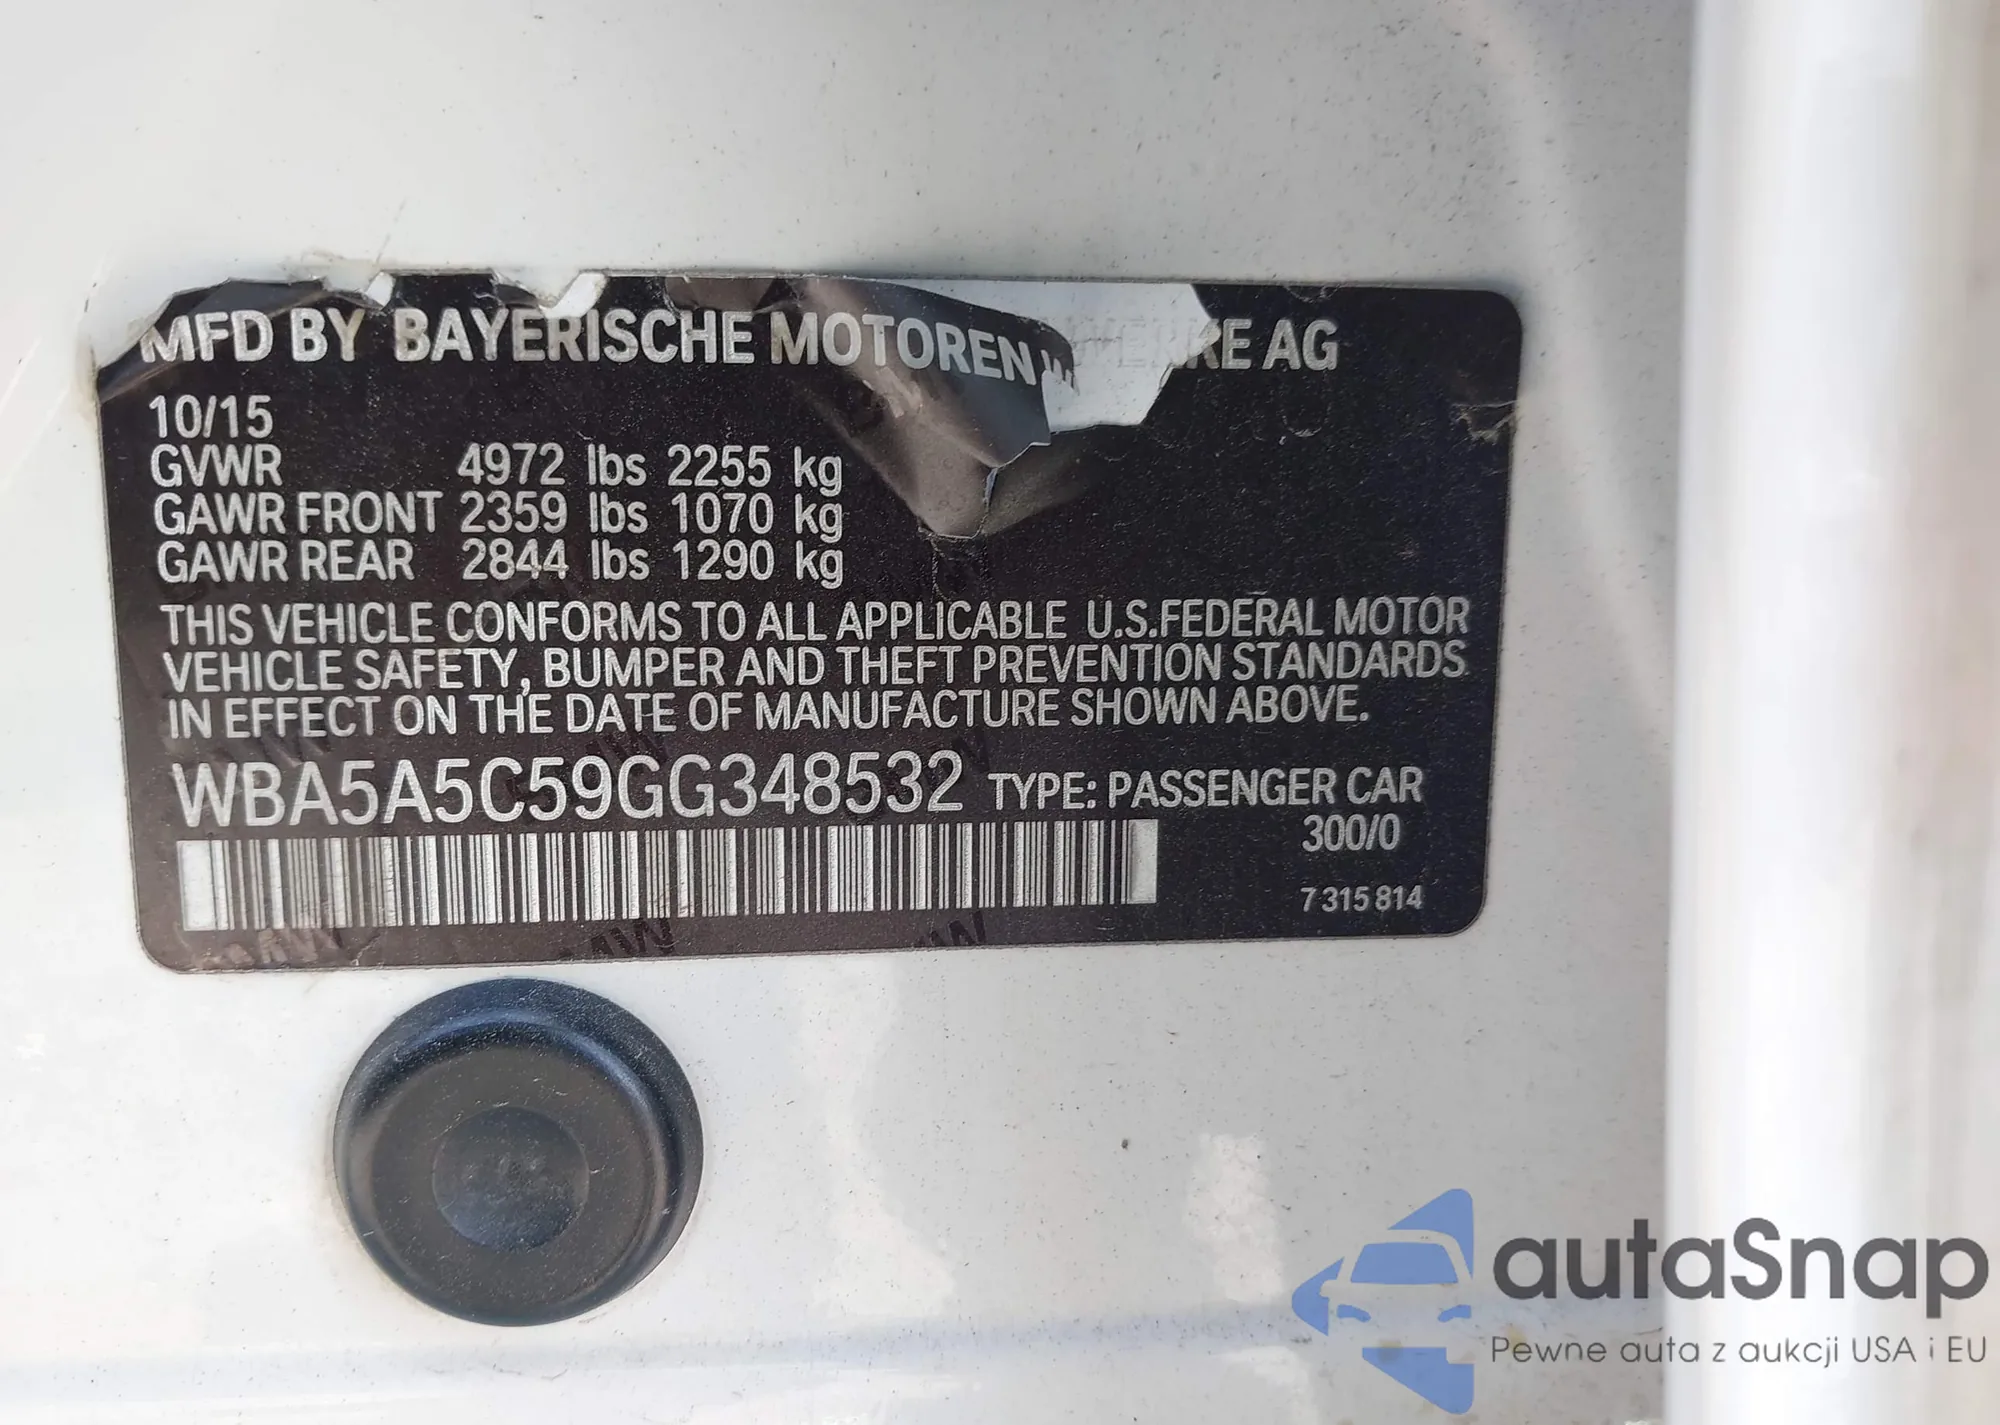 MFD BY BAYERISCHE MOTOREN WERKE AG
10/15
GVWR 4972 lbs 2255 kg
GAWR FRONT 2359 lbs 1070 kg
GAWR REAR 2844 lbs 1290 kg
THIS VEHICLE CONFORMS TO ALL APPLICABLE U.S.FEDERAL MOTOR
VEHICLE SAFETY, BUMPER AND THEFT PREVENTION STANDARDS
IN EFFECT ON THE DATE OF MANUFACTURE SHOWN ABOVE.
WBA5A5C59GG348532 TYPE: PASSENGER CAR
300/0
7 315 814
autaSnap
Pewne auta z aukcji USA i EU